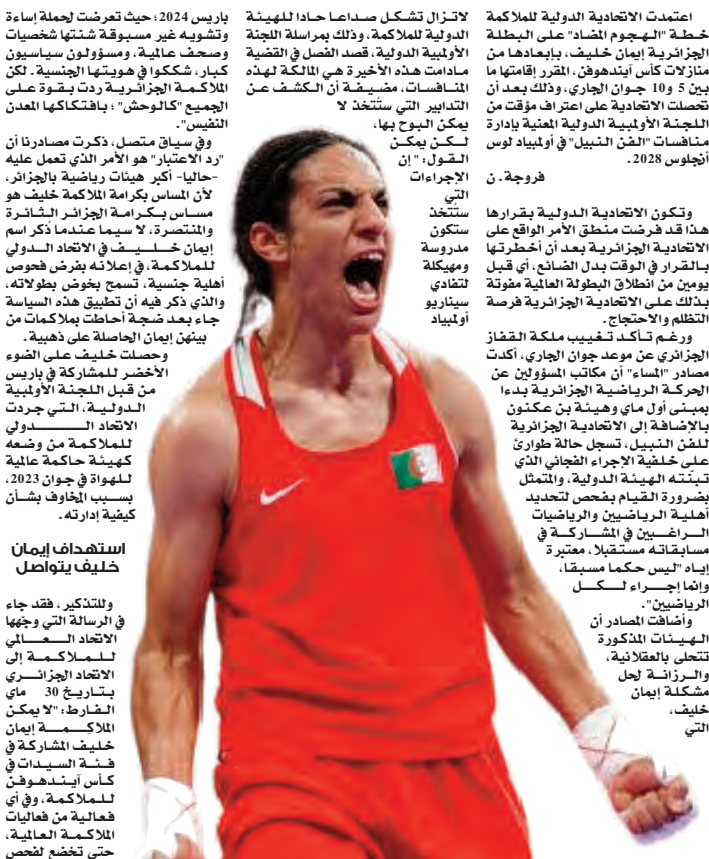 اعتمدت الاتحادية الدولية للملاكمة
خطة "الهجوم المضاد" على البطلة
الجزائرية إيمان خليف، بإبعادها من
منازلات كأس آيندهوفن، المقرر إقامتها ما
بين 5 و10 جوان الجاري، وذلك بعد أن
تحصلت الاتحادية على اعتراف مؤقت من
اللجنة الأولمبية الدولية المعنية بإدارة
منافسات "الفن النبيل" في أولمبياد لوس
أنجلوس 2028.
فروجة. ن
وتكون الاتحادية الدولية بقرارها
هذا قد فرضت منطق الأمر الواقع على
الاتحادية الجزائرية بعد أن أخطرتها
بالقرار في الوقت بدل الضائع، أي قبل
يومين من انطلاق البطولة العالمية مفوتة
بذلك على الاتحادية الجزائرية فرصة
التظلم والاحتجاج.
ورغم تأكد تغييب ملكة القفاز
الجزائري عن موعد جوان الجاري، أكدت
مصادر "المساء" أن مكاتب المسؤولين عن
الحركة الرياضية الجزائرية بدءا
بمبنى أول ماي وهيئة بن عكنون
بالإضافة إلى الاتحادية الجزائرية
للفن النبيل، تسجل حالة طوارئ
على خلفية الإجراء الفجائي الذي
تبنّته الهيئة الدولية، والمتمثل
بضرورة القيام بفحص لتحديد
أهلية الرياضيين والرياضيات
الراغبين في المشاركة في
مسابقاته مستقبلا، معتبرة
إياه "ليس حكما مسبقا،
وإنما إجراء لكل
الرياضيين".
وأضافت المصادر أن
الهيئات المذكورة
تتحلى بالعقلانية،
والرزانة لحل
مشكلة إيمان
خليف،
التي
لاتزال تشكل صداعا حادا للهيئة
الدولية للملاكمة، وذلك بمراسلة اللجنة
الأولمبية الدولية، قصد الفصل في القضية
مادامت هذه الأخيرة هي المالكة لهذه
المنافسات، مضيفة أن الكشف عن
التدابير التي ستُتخذ لا
يمكن البوح بها،
لكن يمكن
القول: "إن
الإجراءات
التي
ستُتخذ
ستكون
مدروسة
ومهيكلة
لتفادي
سيناريو
أولمبياد
باريس 2024؛ حيث تعرضت لحملة إساءة
وتشويه غير مسبوقة شنتها شخصيات
وصحف عالمية، ومسؤولون سياسيون
كبار، شككوا في هويتها الجنسية. لكن
الملاكمة الجزائرية ردت بقوة على
الجميع "كالوحش"؛ بافتكاكها المعدن
النفيس".
وفي سياق متصل، ذكرت مصادرنا أن
"رد الاعتبار" هو الأمر الذي تعمل عليه
-حاليا- أكبر هيئات رياضية بالجزائر،
لأن المساس بكرامة الملاكمة خليف هو
مساس بكرامة الجزائر الثائرة
والمنتصرة، لا سيما عندما ذُكر اسم
إيمان خليف في الاتحاد الدولي
للملاكمة، في إعلانه بفرض فحوص
أهلية جنسية، تسمح بخوض بطولاته،
والذي ذكر فيه أن تطبيق هذه السياسة
جاء بعد ضجة أحاطت بملاكمات من
بينهن إيمان الحاصلة على ذهبية.
وحصلت خليف على الضوء
الأخضر للمشاركة في باريس
من قبل اللجنة الأولمبية
الدولية، التي جردت
الاتحاد الدولي
للملاكمة من وضعه
كهيئة حاكمة عالمية
للهواة في جوان 2023،
بسبب المخاوف بشأن
كيفية إدارته.
استهداف إيمان
خليف يتواصل
وللتذكير، فقد جاء
في الرسالة التي وجّهها
الاتحاد العالمي
للملاكمة إلى
الاتحاد الجزائري
بتاريخ 30 ماي
الفارط: "لا يمكن
الملاكِمة إيمان
خليف المشاركة في
فئة السيدات في
كأس آيندهوفن
للملاكمة، وفي أي
فعالية من فعاليات
الملاكمة العالمية،
حتى تخضع لفحص